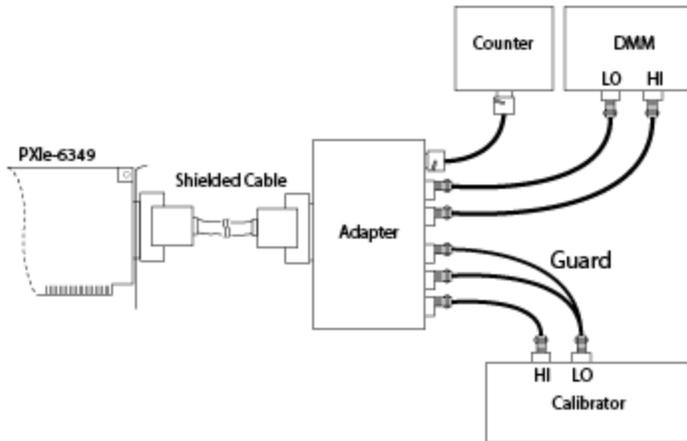 Counter
DMM
LO HI
PXIe-6349
Shielded Cable
Adapter
Guard
HI LO
Calibrator